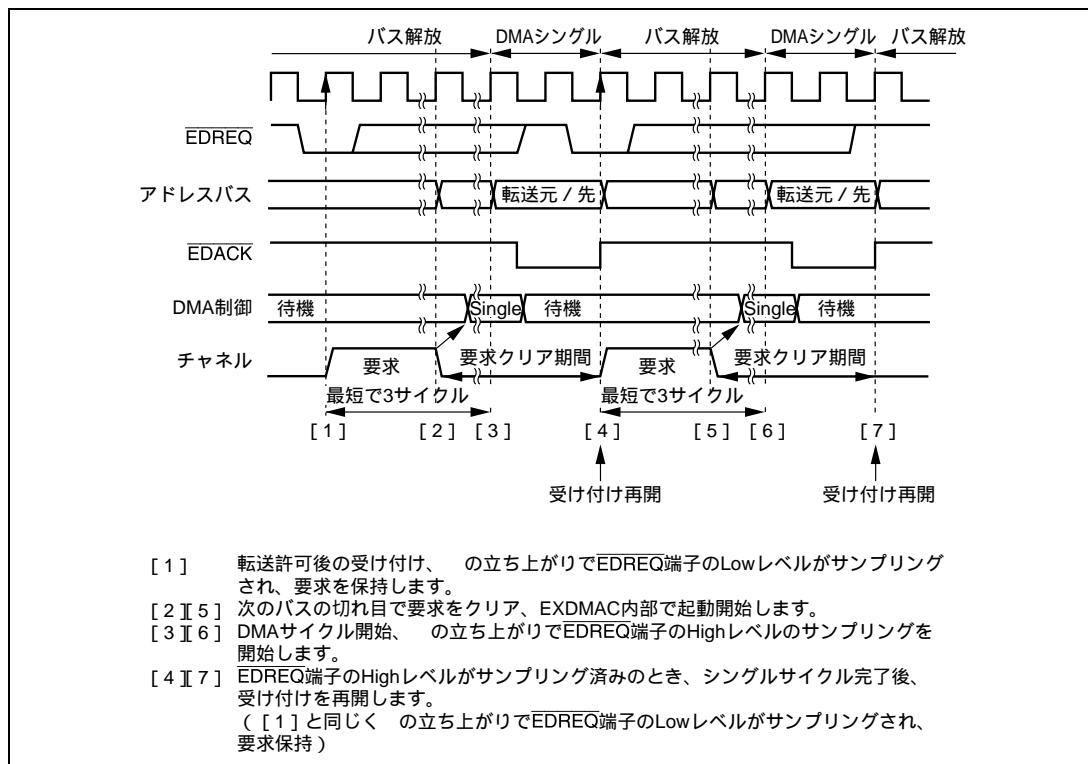 バス解放 DMAシングル バス解放 DMAシングル バス解放
EDREQ
アドレスバス 転送元 / 先 転送元 / 先
EDACK
DMA制御 待機 Single 待機 Single 待機
チャネル 要求 要求クリア期間 要求 要求クリア期間
最短で3サイクル 最短で3サイクル
[ 1 ] [ 2 ] [ 3 ] [ 4 ] [ 5 ] [ 6 ] [ 7 ]
受け付け再開 受け付け再開
[ 1 ] 転送許可後の受け付け、 の立ち上がりでEDREQ端子のLowレベルがサンプリング
され、要求を保持します。
[ 2 ][ 5 ] 次のバスの切れ目で要求をクリア、EXDMAC内部で起動開始します。
[ 3 ][ 6 ] DMAサイクル開始、 の立ち上がりでEDREQ端子のHighレベルのサンプリングを
開始します。
[ 4 ][ 7 ] EDREQ端子のHighレベルがサンプリング済みのとき、シングルサイクル完了後、
受け付けを再開します。
( [ 1 ] と同じく の立ち上がりでEDREQ端子のLowレベルがサンプリングされ、
要求保持 )